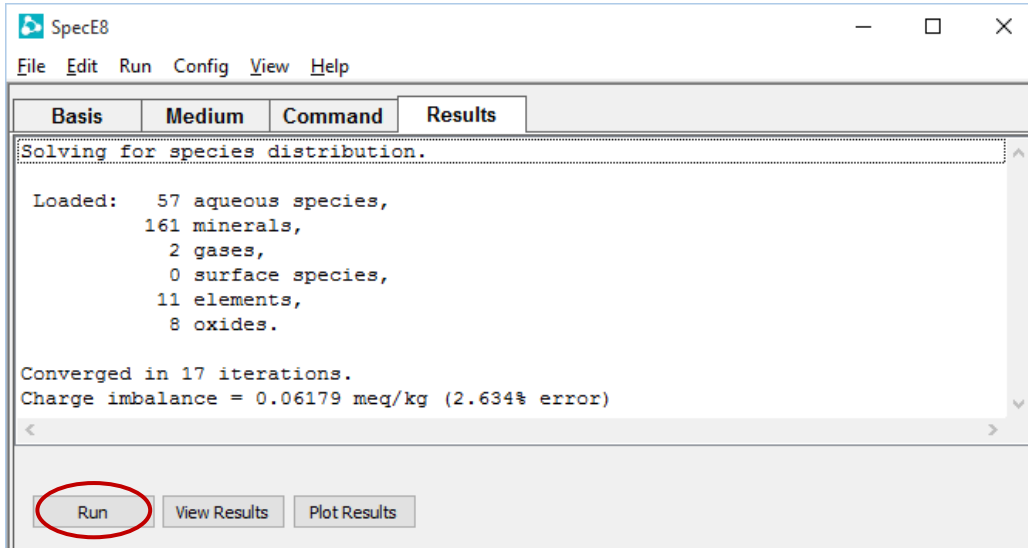 SpecE8
File Edit Run Config View Help
Basis Medium Command Results
Solving for species distribution.
Loaded: 57 aqueous species,
161 minerals,
2 gases,
0 surface species,
11 elements,
8 oxides.
Converged in 17 iterations.
Charge imbalance = 0.06179 meq/kg (2.634% error)
Run View Results Plot Results